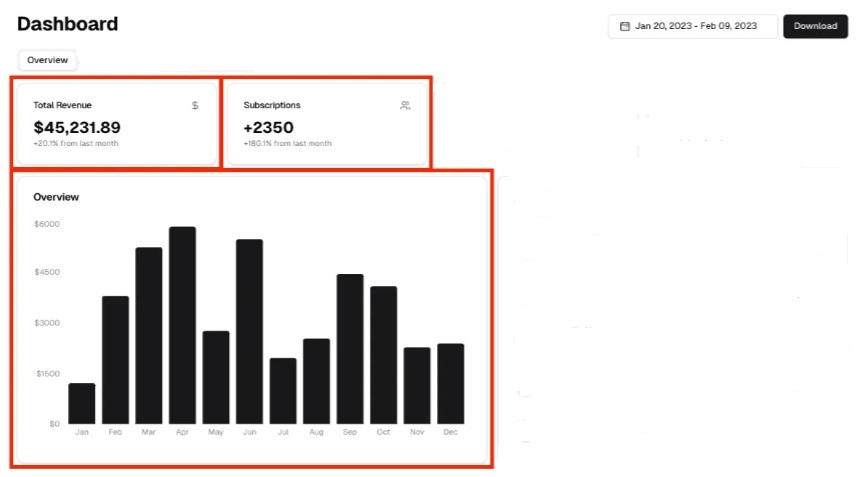 Dashboard
Jan 20, 2023 - Feb 09, 2023
Download
Overview
Total Revenue
$
$45,231.89
+20.1% from last month
Subscriptions
+2350
+180.1% from last month
Overview
$6000
$4500
$3000
$1500
$0
Jan Feb Mar Apr May Jun Jul Aug Sep Oct Nov Dec